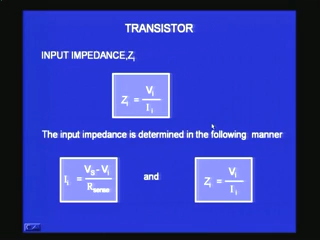 TRANSISTOR
INPUT IMPEDANCE,Zi
Zi = Vi / Ii
The input impedance is determined in the following manner
Ii = VS - Vi / Rsense and Zi = Vi / Ii